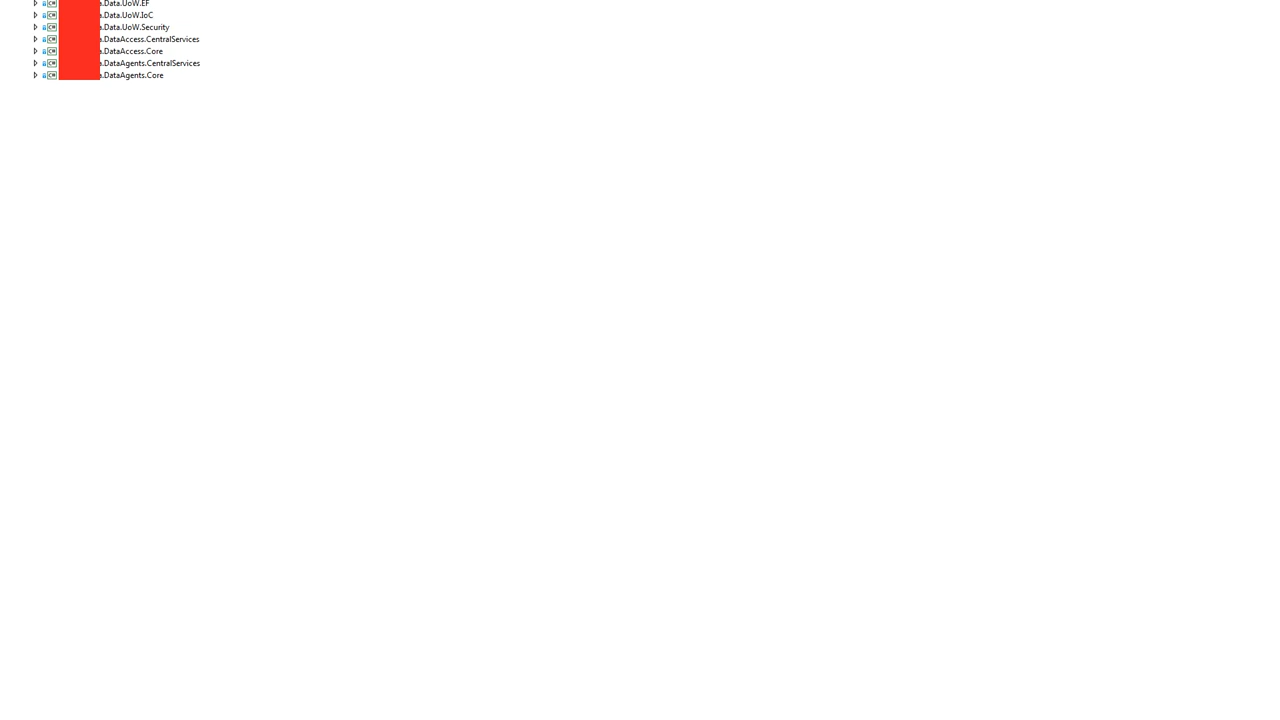 .Data.UoW.EF
.Data.UoW.IoC
.Data.UoW.Security
.DataAccess.CentralServices
.DataAccess.Core
.DataAgents.CentralServices
.DataAgents.Core